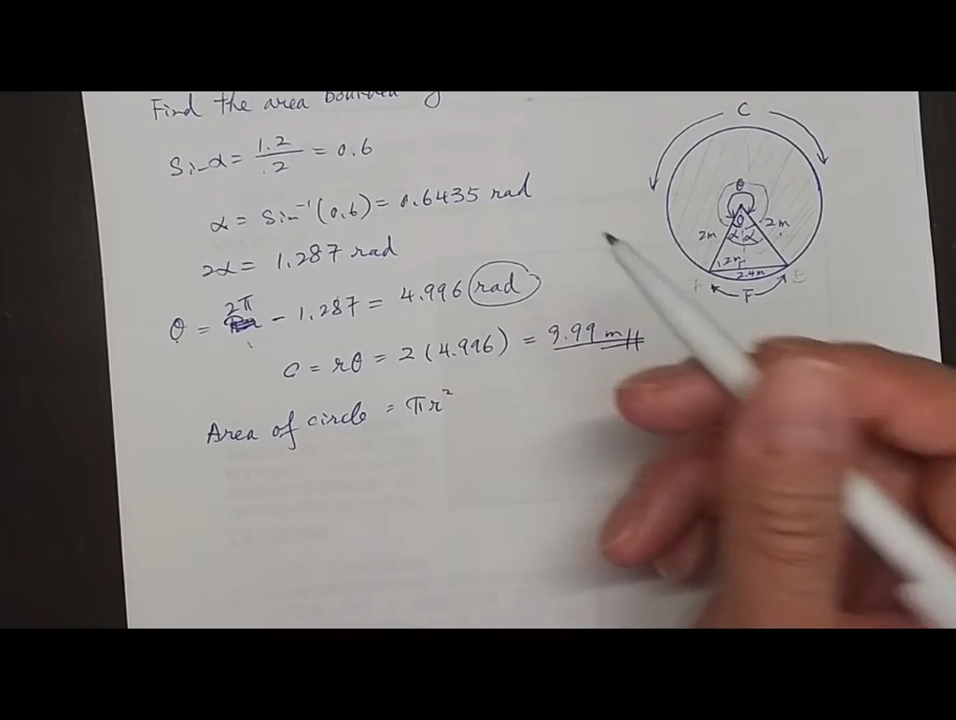 Find the area bounded
Sin α = 1.2 / 2 = 0.6
α = Sin⁻¹(0.6) = 0.6435 rad
2α = 1.287 rad
θ = 2π - 1.287 = 4.996 rad
C = rθ = 2(4.996) = 9.99 m
Area of circle = πr²
C
θ
O
2m
2m
α α
1.2m
2.4m
A
B
F